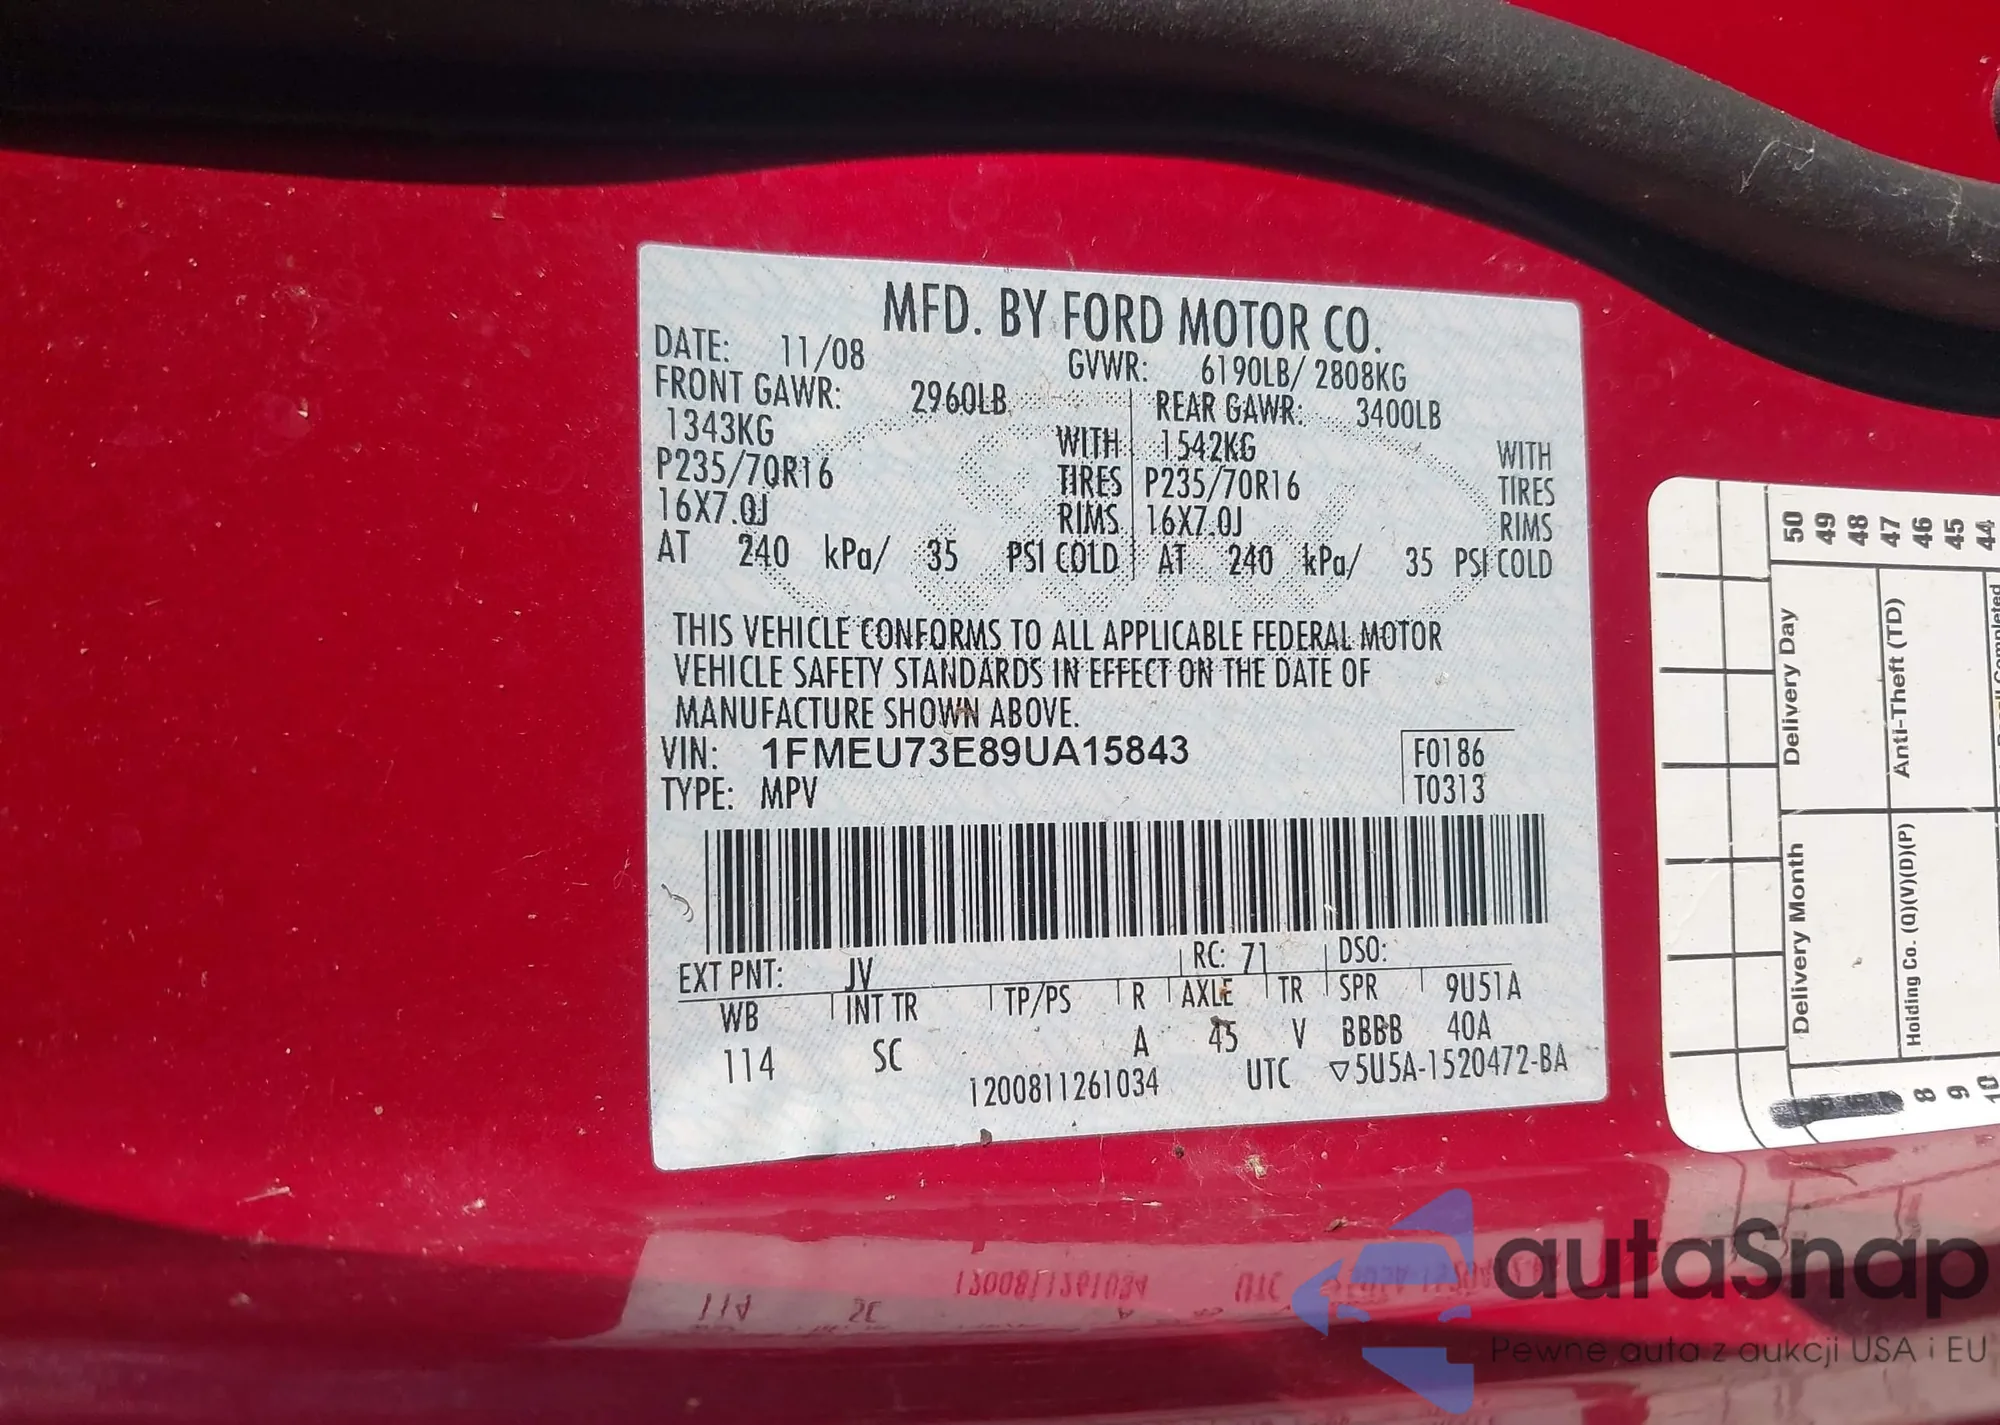 MFD. BY FORD MOTOR CO.
DATE: 11/08 GVWR: 6190LB/ 2808KG
FRONT GAWR: 2960LB REAR GAWR: 3400LB
1343KG WITH 1542KG WITH
P235/70R16 TIRES P235/70R16 TIRES
16X7.0J RIMS 16X7.0J RIMS
AT 240 kPa/ 35 PSI COLD AT 240 kPa/ 35 PSI COLD
THIS VEHICLE CONFORMS TO ALL APPLICABLE FEDERAL MOTOR
VEHICLE SAFETY STANDARDS IN EFFECT ON THE DATE OF
MANUFACTURE SHOWN ABOVE.
VIN: 1FMEU73E89UA15843 F0186
TYPE: MPV T0313
EXT PNT: JV RC: 71 DSO:
WB INT TR TP/PS R AXLE TR SPR 9U51A
114 SC A 45 V BBBB 40A
1200811261034 UTC ▽5U5A-1520472-BA
50 49 48 47 46 45 44
Delivery Day
Anti-Theft (TD)
Completed
Delivery Month
Holding Co. (Q)(V)(D)(P)
8 9 10
autaSnap
Pewne auta z aukcji USA i EU